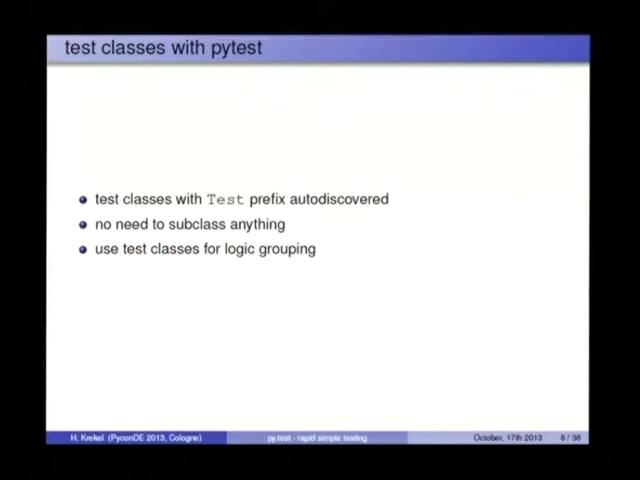 test classes with pytest
test classes with Test prefix autodiscovered
no need to subclass anything
use test classes for logic grouping
H. Krekel (PyconDE 2013, Cologne)
py.test - rapid simple testing
October, 17th 2013
8 / 38